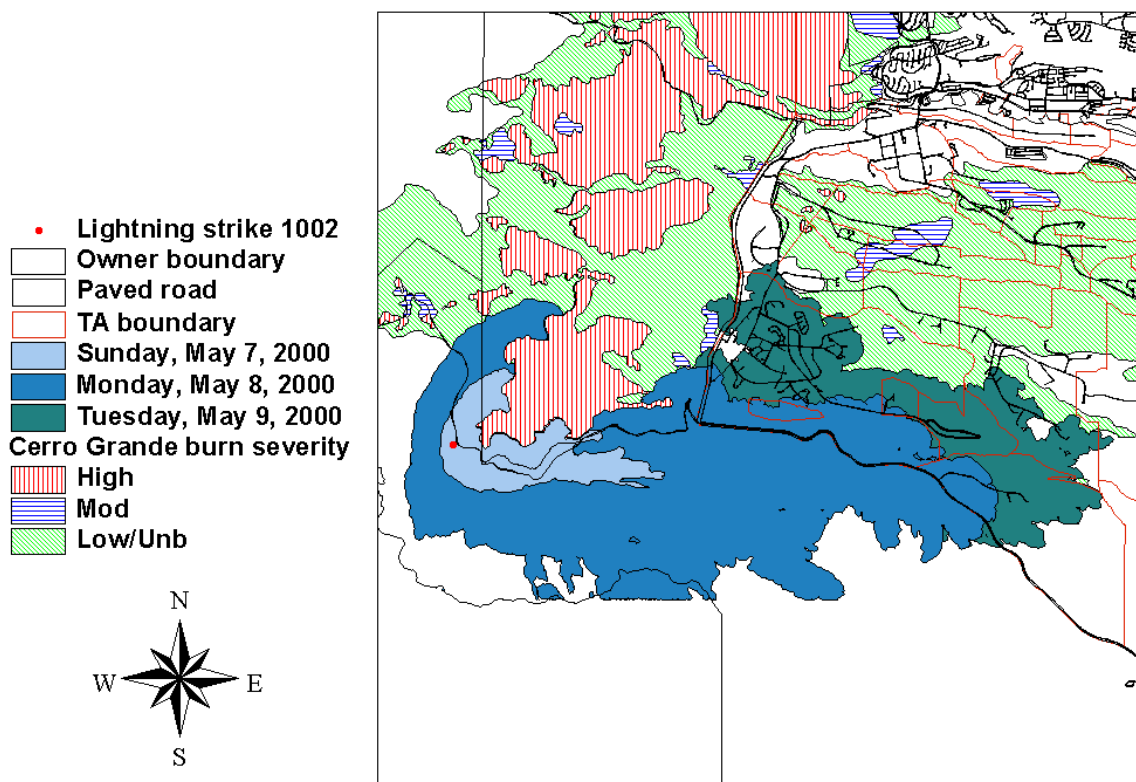 Lightning strike 1002
Owner boundary
Paved road
TA boundary
Sunday, May 7, 2000
Monday, May 8, 2000
Tuesday, May 9, 2000
Cerro Grande burn severity
High
Mod
Low/Unb
N
W E
S